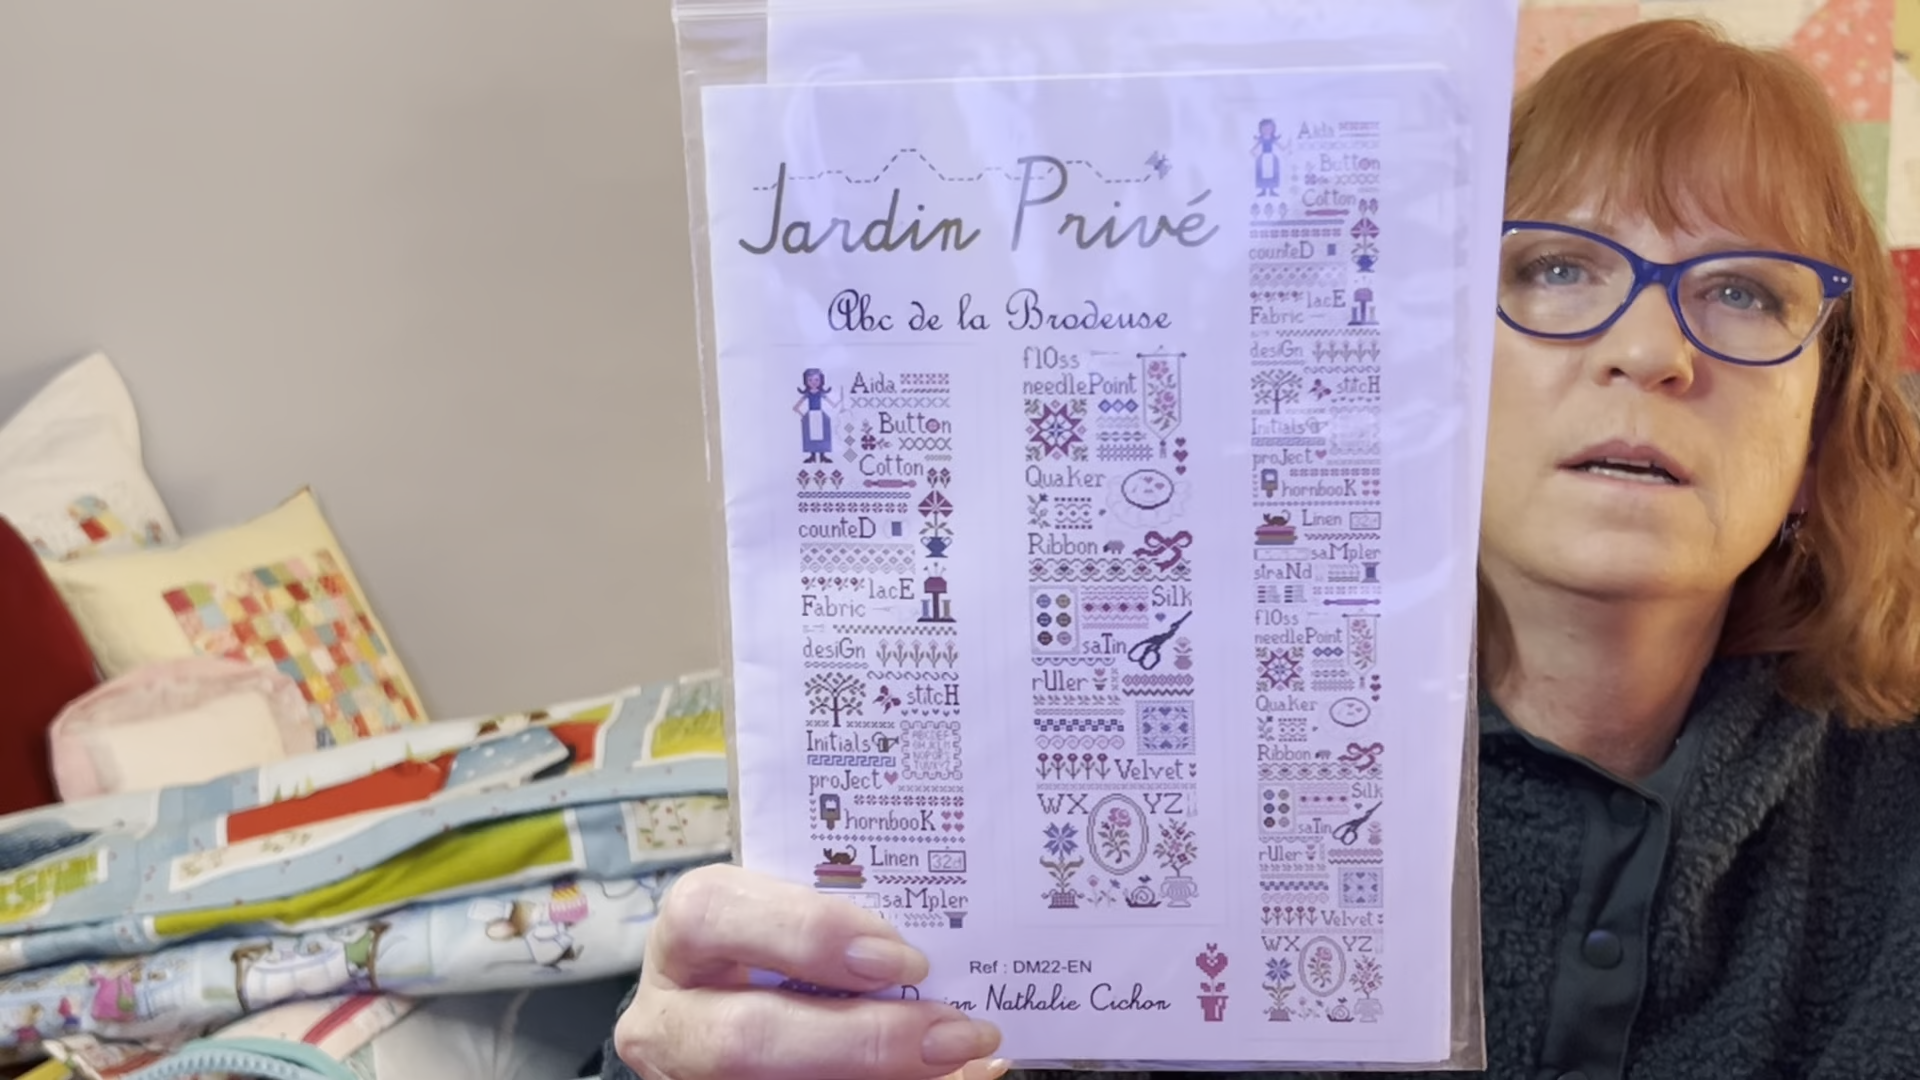 Jardin Privé
Abc de la Brodeuse
Aida
Button
Cotton
counteD
lacE
Fabric
desiGn
stitcH
Initials
ABCDEF
proJect
hornbooK
Linen 32ct
saMpler
flOss
needlePoint
QuaKer
Ribbon
Silk
saTin
rUler
Velvet
WX YZ
Aida
Button
Cotton
counteD
lacE
Fabric
desiGn
stitcH
Initials
proJect
hornbooK
Linen
saMpler
straNd
flOss
needlePoint
QuaKer
Ribbon
Silk
saTin
rUler
Velvet
WX YZ
Ref : DM22-EN
Nathalie Cichon